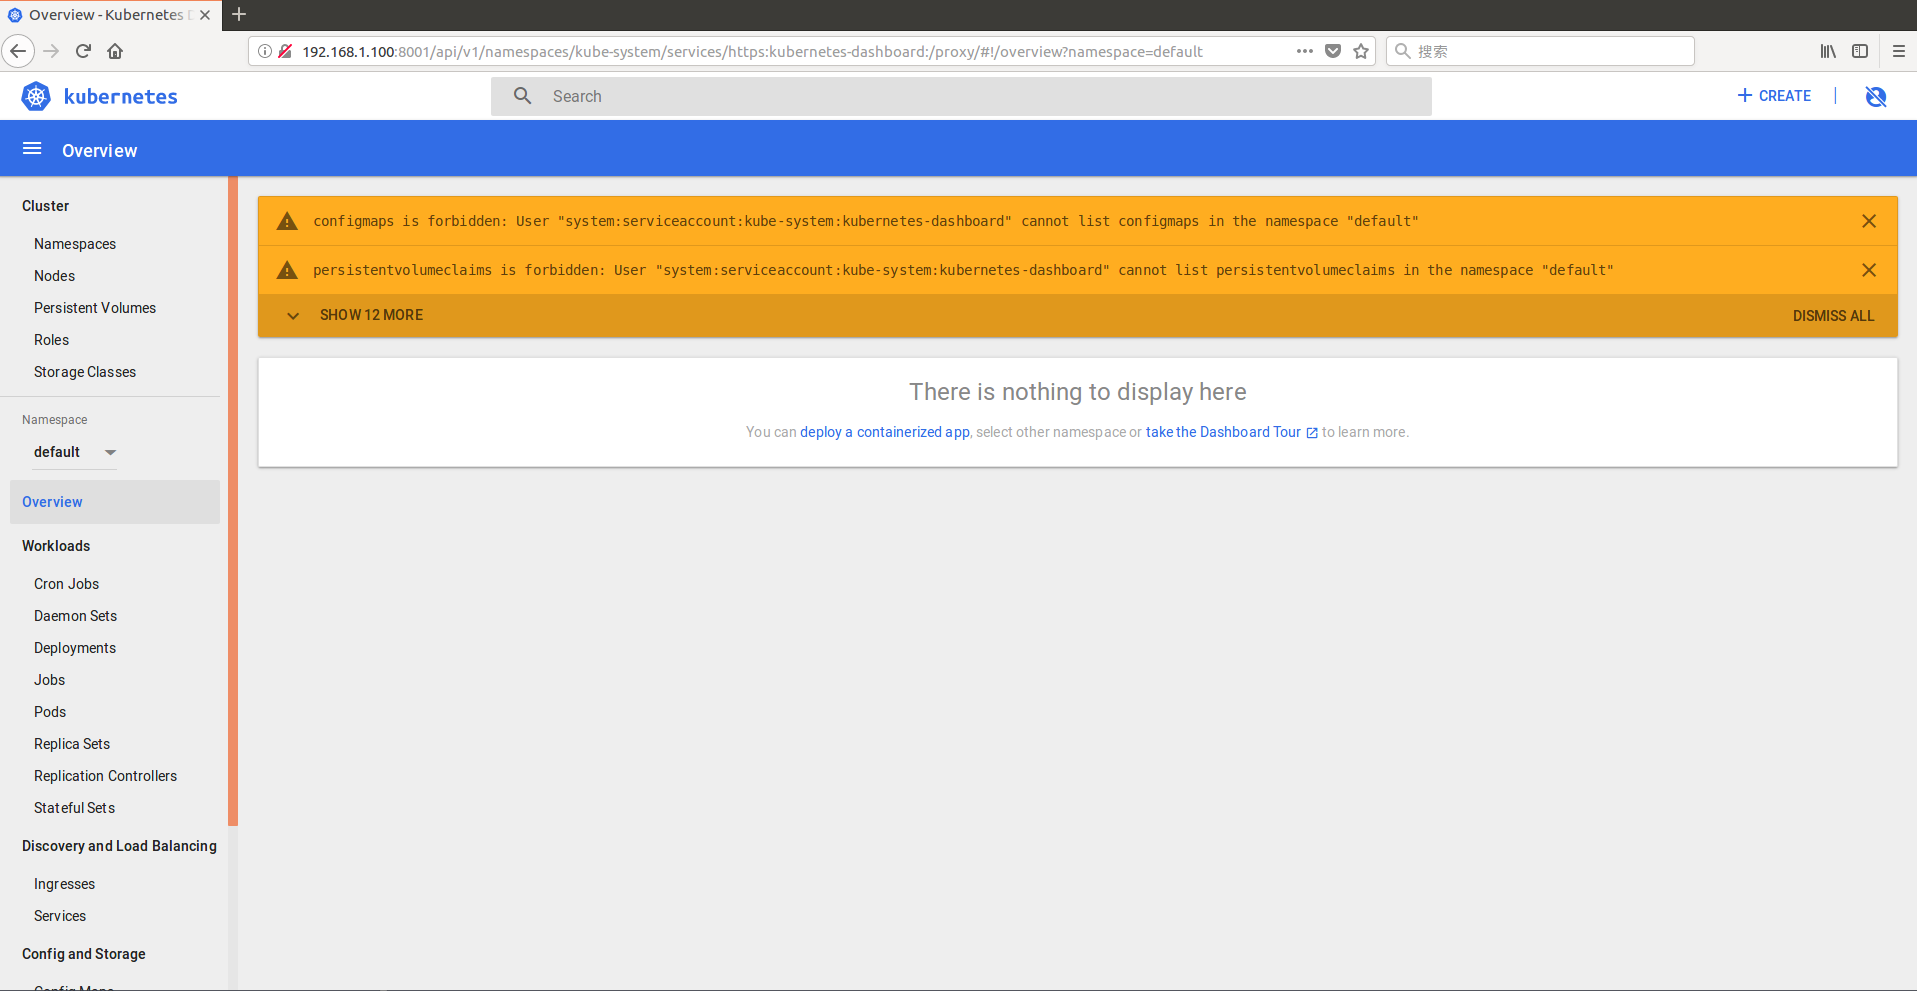 Overview - Kubernetes D
192.168.1.100:8001/api/v1/namespaces/kube-system/services/https:kubernetes-dashboard:/proxy/#!/overview?namespace=default
搜索
kubernetes
Search
CREATE
Overview
Cluster
Namespaces
Nodes
Persistent Volumes
Roles
Storage Classes
Namespace
default
Overview
Workloads
Cron Jobs
Daemon Sets
Deployments
Jobs
Pods
Replica Sets
Replication Controllers
Stateful Sets
Discovery and Load Balancing
Ingresses
Services
Config and Storage
Config Maps
configmaps is forbidden: User "system:serviceaccount:kube-system:kubernetes-dashboard" cannot list configmaps in the namespace "default"
persistentvolumeclaims is forbidden: User "system:serviceaccount:kube-system:kubernetes-dashboard" cannot list persistentvolumeclaims in the namespace "default"
SHOW 12 MORE
DISMISS ALL
There is nothing to display here
You can deploy a containerized app, select other namespace or take the Dashboard Tour to learn more.